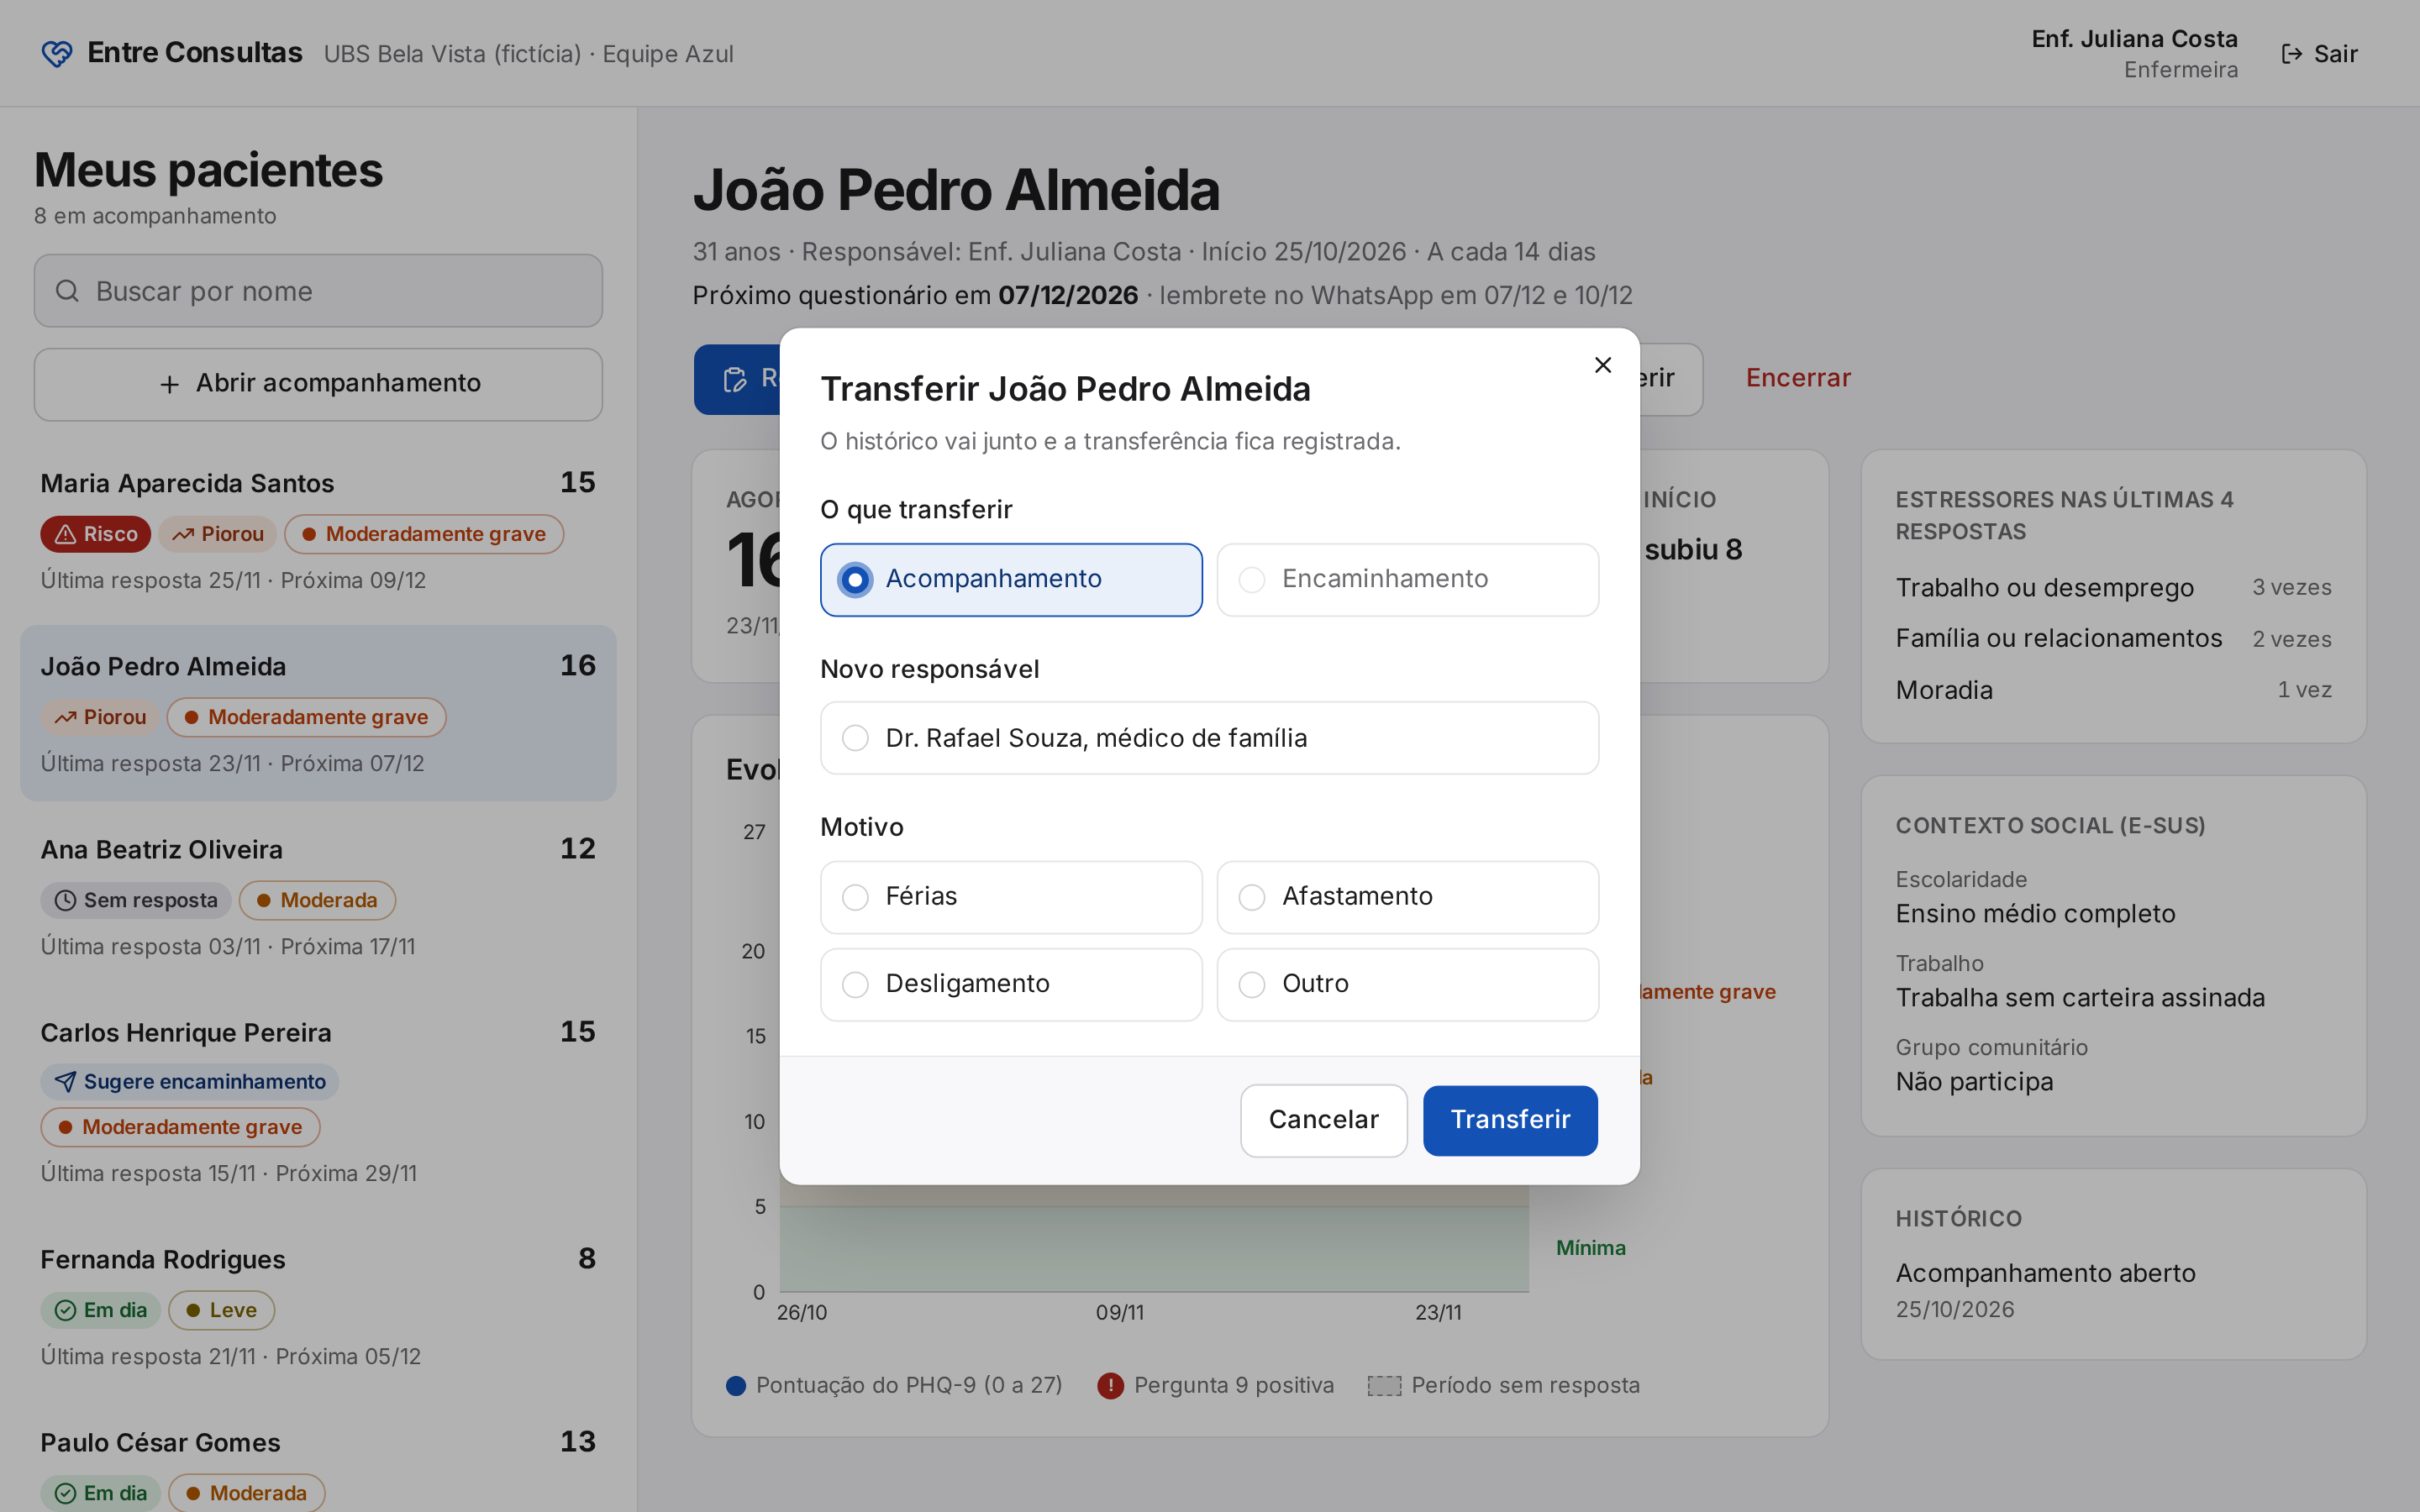 Entre Consultas UBS Bela Vista (fictícia) · Equipe Azul
Enf. Juliana Costa
Enfermeira
Sair
Meus pacientes
8 em acompanhamento
Buscar por nome
Abrir acompanhamento
Maria Aparecida Santos 15
Risco Piorou Moderadamente grave
Última resposta 25/11 · Próxima 09/12
João Pedro Almeida 16
Piorou Moderadamente grave
Última resposta 23/11 · Próxima 07/12
Ana Beatriz Oliveira 12
Sem resposta Moderada
Última resposta 03/11 · Próxima 17/11
Carlos Henrique Pereira 15
Sugere encaminhamento
Moderadamente grave
Última resposta 15/11 · Próxima 29/11
Fernanda Rodrigues 8
Em dia Leve
Última resposta 21/11 · Próxima 05/12
Paulo César Gomes 13
Em dia Moderada
João Pedro Almeida
31 anos · Responsável: Enf. Juliana Costa · Início 25/10/2026 · A cada 14 dias
Próximo questionário em 07/12/2026 · lembrete no WhatsApp em 07/12 e 10/12
Encerrar
INÍCIO
subiu 8
23/11
Transferir João Pedro Almeida
O histórico vai junto e a transferência fica registrada.
O que transferir
Acompanhamento Encaminhamento
Novo responsável
Dr. Rafael Souza, médico de família
Motivo
Férias Afastamento
Desligamento Outro
Cancelar Transferir
27
20
15
10
5
0
grave
Mínima
26/10 09/11 23/11
Pontuação do PHQ-9 (0 a 27) Pergunta 9 positiva Período sem resposta
ESTRESSORES NAS ÚLTIMAS 4
RESPOSTAS
Trabalho ou desemprego 3 vezes
Família ou relacionamentos 2 vezes
Moradia 1 vez
CONTEXTO SOCIAL (E-SUS)
Escolaridade
Ensino médio completo
Trabalho
Trabalha sem carteira assinada
Grupo comunitário
Não participa
HISTÓRICO
Acompanhamento aberto
25/10/2026